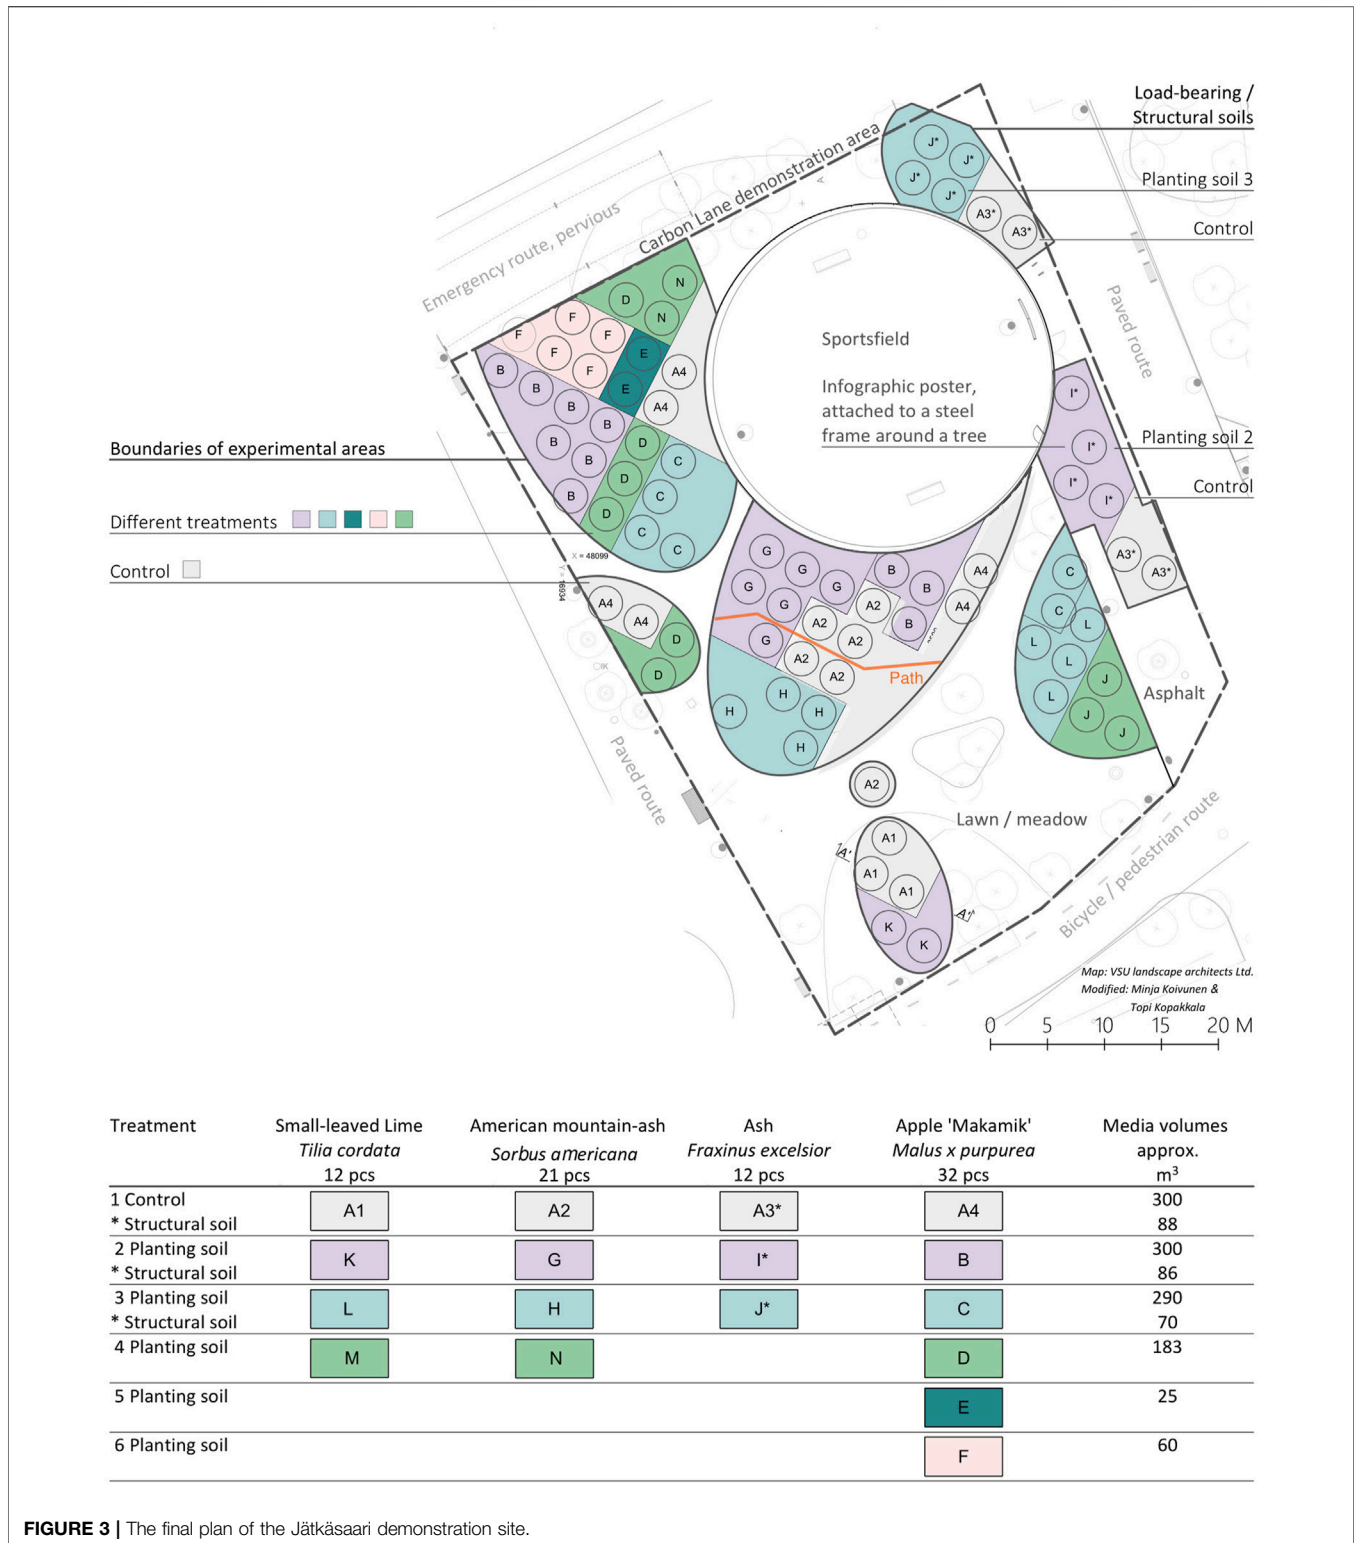 Load-bearing /
Structural soils
Planting soil 3
Control
Carbon Lane demonstration area
Emergency route, pervious
J*
J*
J*
J*
A3*
A3*
Paved route
N
D
N
F
F
F
F
F
E
E
A4
A4
B
B
B
B
B
B
B
D
D
D
C
C
C
C
Sportsfield
Infographic poster,
attached to a steel
frame around a tree
I*
I*
I*
I*
Planting soil 2
Control
A3*
A3*
Boundaries of experimental areas
Different treatments
Control
X = 48099
Y = 16934
A4
A4
D
D
G
G
G
G
G
G
B
B
B
A2
A2
A2
A2
A2
A4
A4
Path
H
H
H
H
C
C
L
L
L
L
J
J
J
Asphalt
Paved route
A2
Lawn / meadow
A1
A1
A1
K
K
A'
A'
Bicycle / pedestrian route
Map: VSU landscape architects Ltd.
Modified: Minja Koivunen &
Topi Kopakkala
0 5 10 15 20 M
Treatment Small-leaved Lime American mountain-ash Ash Apple 'Makamik' Media volumes
Tilia cordata Sorbus americana Fraxinus excelsior Malus x purpurea approx.
12 pcs 21 pcs 12 pcs 32 pcs m³
1 Control A1 A2 A3* A4 300
* Structural soil 88
2 Planting soil K G I* B 300
* Structural soil 86
3 Planting soil L H J* C 290
* Structural soil 70
4 Planting soil M N D 183
5 Planting soil E 25
6 Planting soil F 60
FIGURE 3 | The final plan of the Jätkäsaari demonstration site.